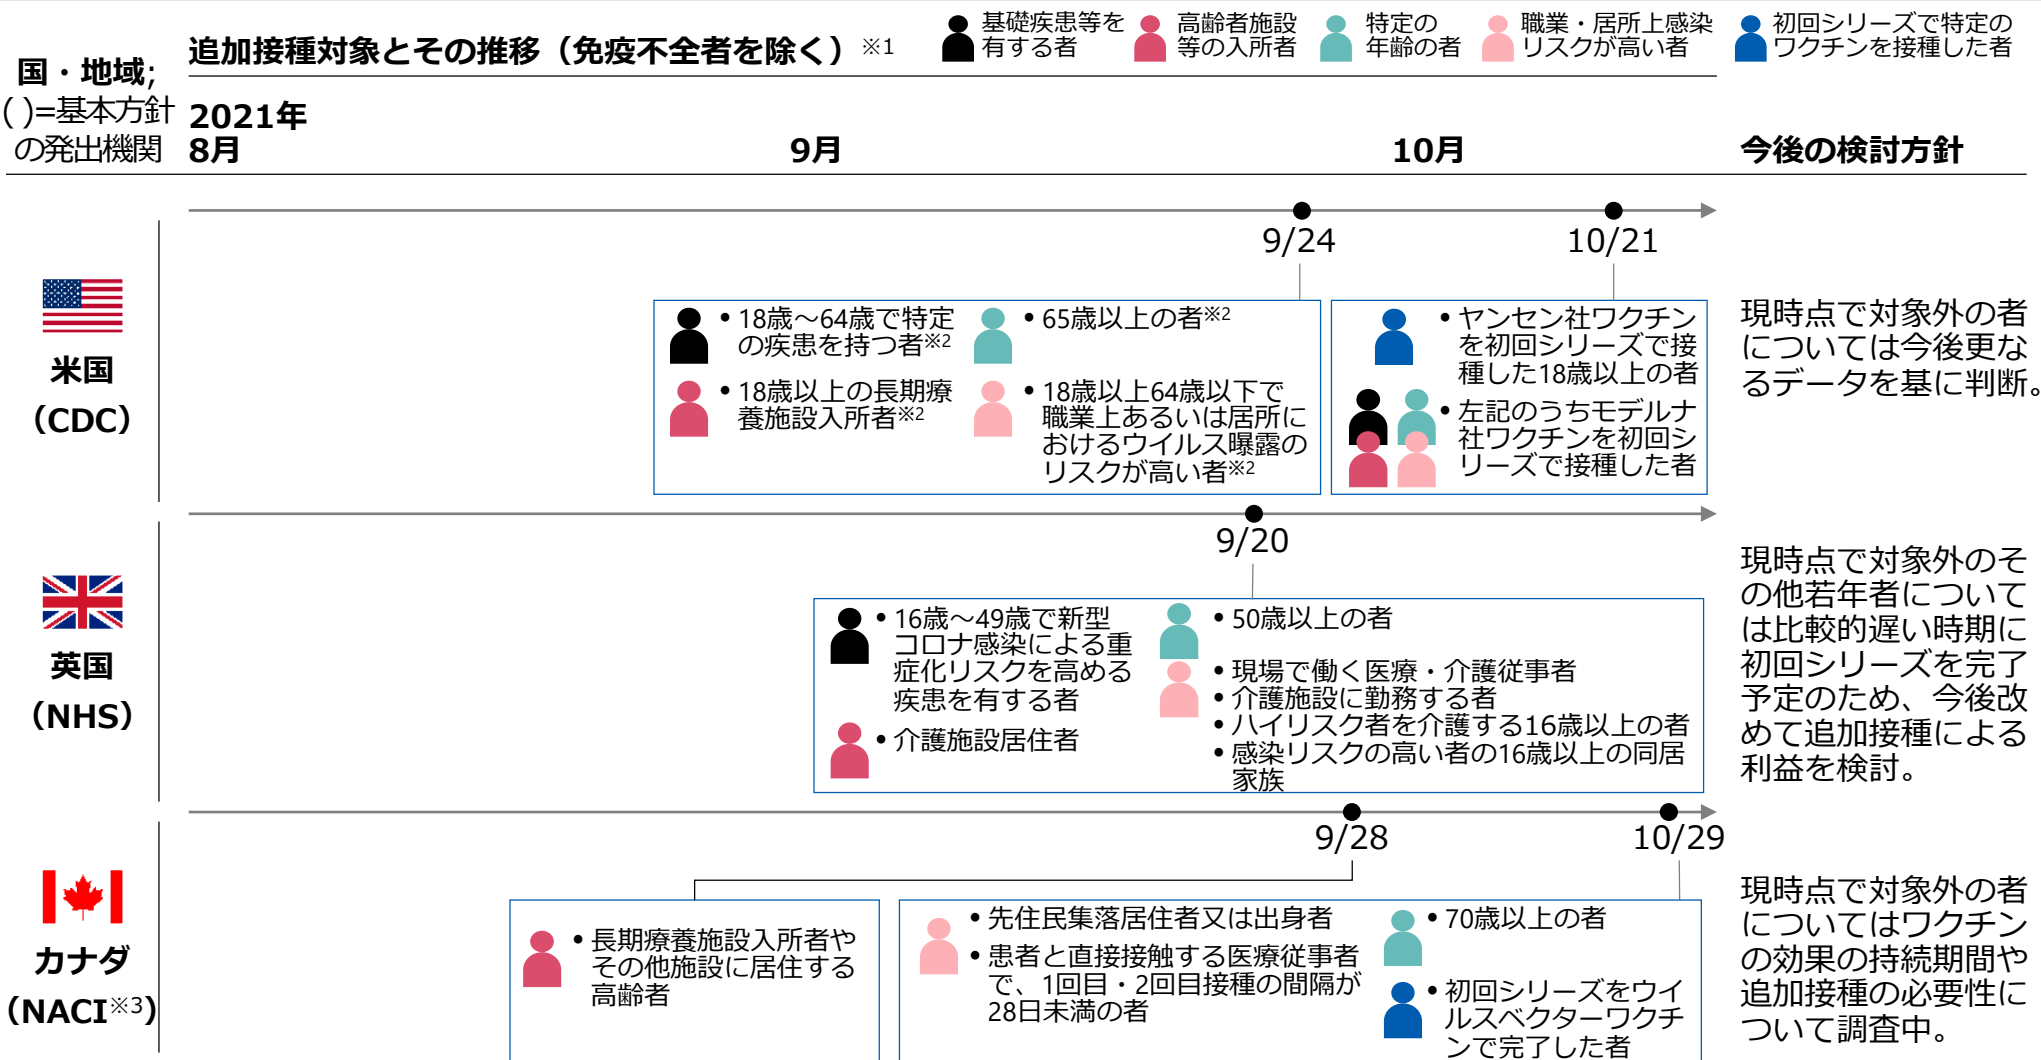 追加接種対象とその推移（免疫不全者を除く）※1
基礎疾患等を
有する者
高齢者施設
等の入所者
特定の
年齢の者
職業・居所上感染
リスクが高い者
初回シリーズで特定の
ワクチンを接種した者
国・地域;
( )=基本方針
の発出機関
2021年
8月
9月
10月
今後の検討方針
米国
（CDC）
9/24
10/21
• 18歳～64歳で特定
の疾患を持つ者※2
• 65歳以上の者※2
• 18歳以上の長期療
養施設入所者※2
• 18歳以上64歳以下で
職業上あるいは居所に
おけるウイルス曝露の
リスクが高い者※2
• ヤンセン社ワクチン
を初回シリーズで接
種した18歳以上の者
• 左記のうちモデルナ
社ワクチンを初回シ
リーズで接種した者
現時点で対象外の者
については今後更な
るデータを基に判断。
英国
（NHS）
9/20
• 16歳～49歳で新型
コロナ感染による重
症化リスクを高める
疾患を有する者
• 介護施設居住者
• 50歳以上の者
• 現場で働く医療・介護従事者
• 介護施設に勤務する者
• ハイリスク者を介護する16歳以上の者
• 感染リスクの高い者の16歳以上の同居
家族
現時点で対象外のそ
の他若年者について
は比較的遅い時期に
初回シリーズを完了
予定のため、今後改
めて追加接種による
利益を検討。
カナダ
（NACI※3）
9/28
10/29
• 長期療養施設入所者や
その他施設に居住する
高齢者
• 先住民集落居住者又は出身者
• 患者と直接接触する医療従事者
で、1回目・2回目接種の間隔が
28日未満の者
• 70歳以上の者
• 初回シリーズをウイ
ルスベクターワクチ
ンで完了した者
現時点で対象外の者
についてはワクチン
の効果の持続期間や
追加接種の必要性に
ついて調査中。